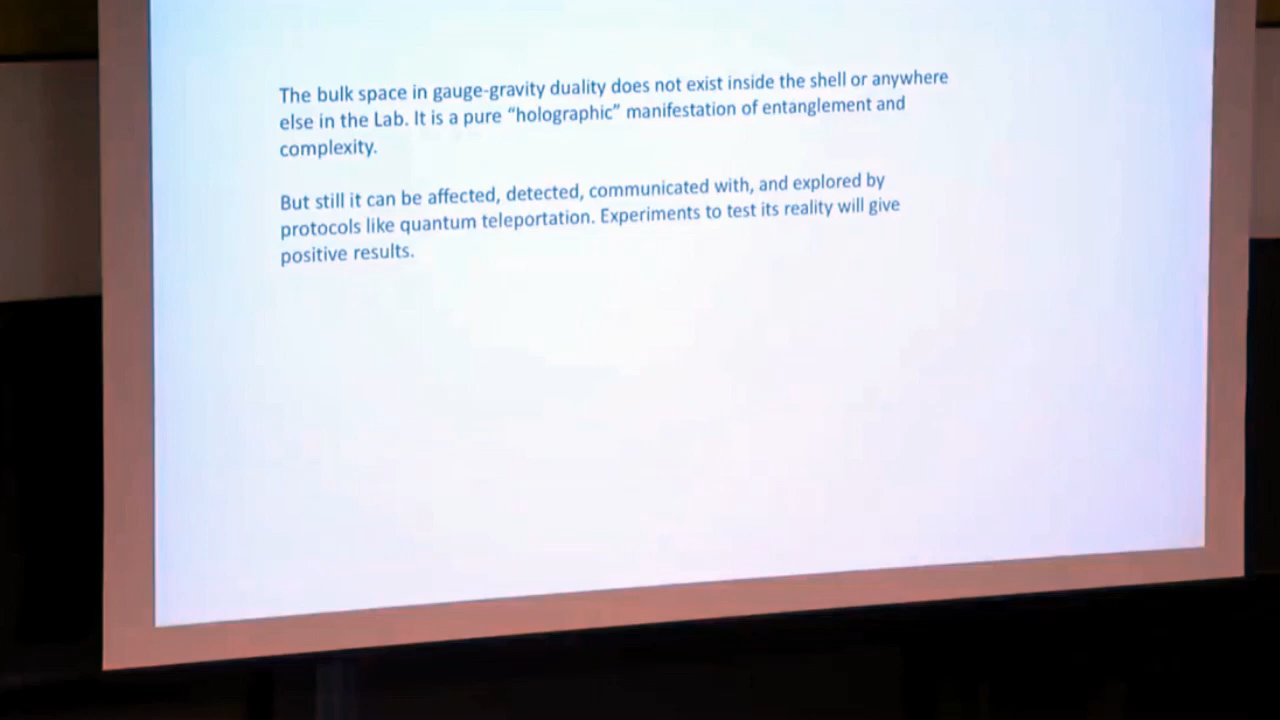 The bulk space in gauge-gravity duality does not exist inside the shell or anywhere
else in the Lab. It is a pure “holographic” manifestation of entanglement and
complexity.
But still it can be affected, detected, communicated with, and explored by
protocols like quantum teleportation. Experiments to test its reality will give
positive results.